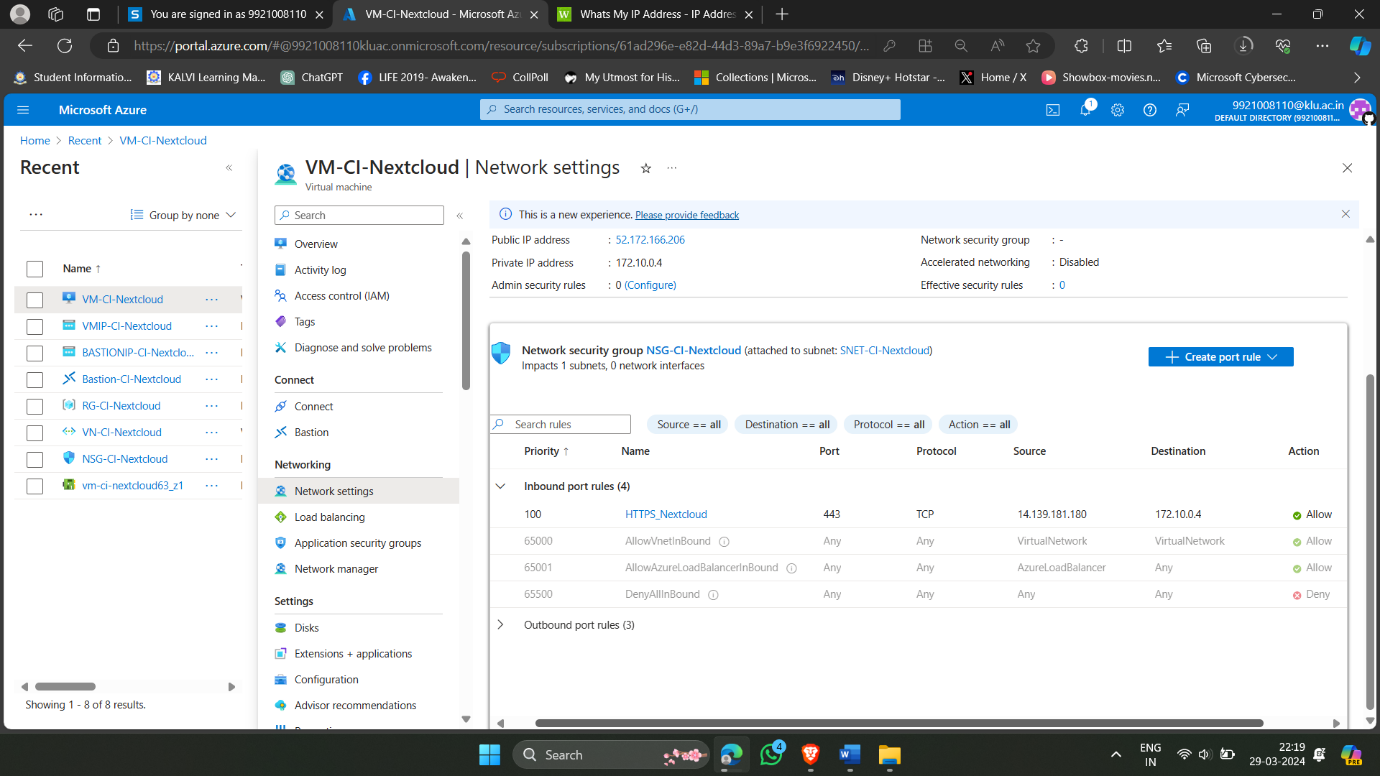 You are signed in as 9921008110
VM-CI-Nextcloud - Microsoft Az
Whats My IP Address - IP Addres
https://portal.azure.com/#@9921008110kluac.onmicrosoft.com/resource/subscriptions/61ad296e-e82d-44d3-89a7-b9e3f6922450/...
Student Informatio...
KALVI Learning Ma...
ChatGPT
LIFE 2019- Awaken...
CollPoll
My Utmost for His...
Collections | Micros...
Disney+ Hotstar -...
Home / X
Showbox-movies.n...
Microsoft Cybersec...
Microsoft Azure
Search resources, services, and docs (G+/)
1
9921008110@klu.ac.in
DEFAULT DIRECTORY (992100811...
Home > Recent > VM-CI-Nextcloud
Recent
Group by none
Name ↑
VM-CI-Nextcloud
VMIP-CI-Nextcloud
BASTIONIP-CI-Nextclo...
Bastion-CI-Nextcloud
RG-CI-Nextcloud
VN-CI-Nextcloud
NSG-CI-Nextcloud
vm-ci-nextcloud63_z1
Showing 1 - 8 of 8 results.
VM-CI-Nextcloud | Network settings
Virtual machine
Search
Overview
Activity log
Access control (IAM)
Tags
Diagnose and solve problems
Connect
Connect
Bastion
Networking
Network settings
Load balancing
Application security groups
Network manager
Settings
Disks
Extensions + applications
Configuration
Advisor recommendations
This is a new experience. Please provide feedback
Public IP address : 52.172.166.206
Network security group : -
Private IP address : 172.10.0.4
Accelerated networking : Disabled
Admin security rules : 0 (Configure)
Effective security rules : 0
Network security group NSG-CI-Nextcloud (attached to subnet: SNET-CI-Nextcloud)
Impacts 1 subnets, 0 network interfaces
Create port rule
Search rules
Source == all
Destination == all
Protocol == all
Action == all
Priority ↑ Name Port Protocol Source Destination Action
Inbound port rules (4)
100 HTTPS_Nextcloud 443 TCP 14.139.181.180 172.10.0.4 Allow
65000 AllowVnetInBound Any Any VirtualNetwork VirtualNetwork Allow
65001 AllowAzureLoadBalancerInBound Any Any AzureLoadBalancer Any Allow
65500 DenyAllInBound Any Any Any Any Deny
Outbound port rules (3)
Search
4
ENG
IN
22:19
29-03-2024
PRE